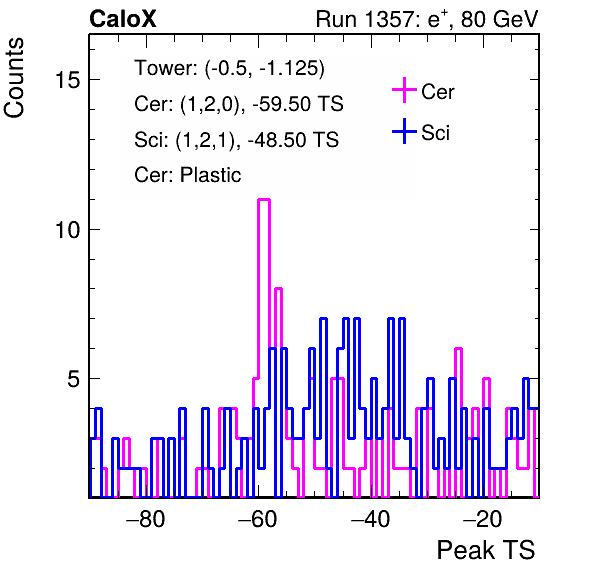 CaloX Run 1357: e⁺, 80 GeV
Counts
15
10
5
Tower: (-0.5, -1.125)
Cer: (1,2,0), -59.50 TS
Sci: (1,2,1), -48.50 TS
Cer: Plastic
Cer
Sci
−80 −60 −40 −20
Peak TS